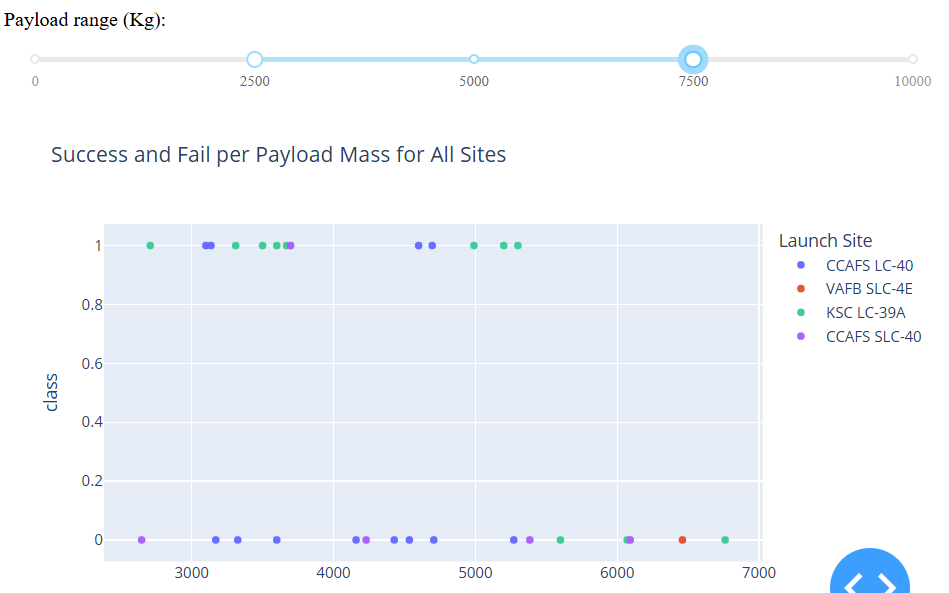 Payload range (Kg):
0 2500 5000 7500 10000
Success and Fail per Payload Mass for All Sites
Launch Site
CCAFS LC-40
VAFB SLC-4E
KSC LC-39A
CCAFS SLC-40
class
1
0.8
0.6
0.4
0.2
0
3000 4000 5000 6000 7000